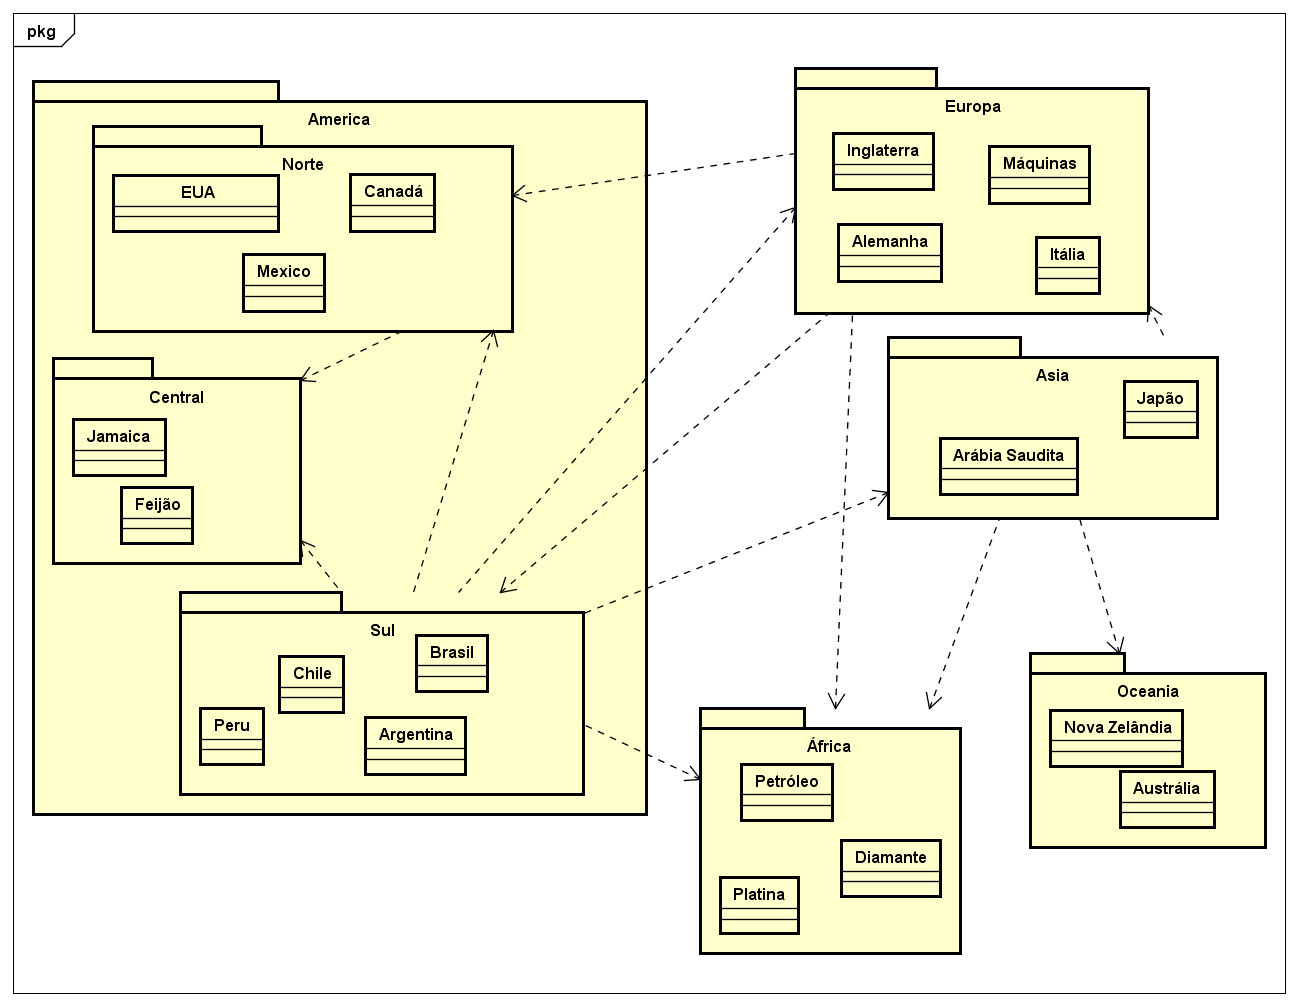 pkg
America
Norte
EUA
Canadá
Mexico
Central
Jamaica
Feijão
Sul
Brasil
Chile
Peru
Argentina
Europa
Inglaterra
Máquinas
Alemanha
Itália
Asia
Japão
Arábia Saudita
África
Petróleo
Diamante
Platina
Oceania
Nova Zelândia
Austrália